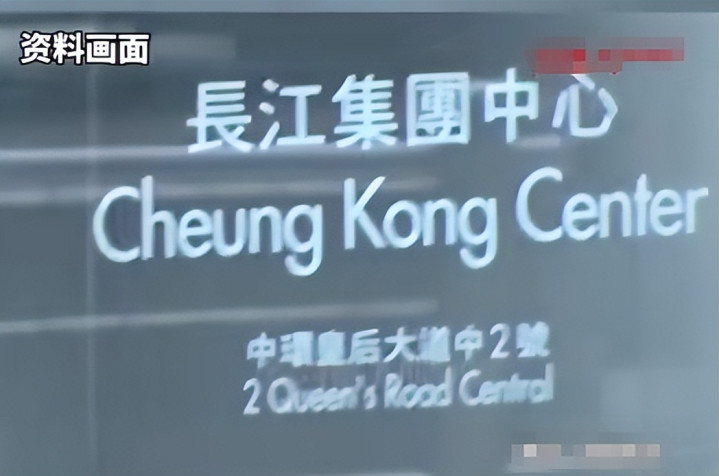 资料画面
長江集團中心
Cheung Kong Center
中環皇后大道中2號
2 Queen's Road Central